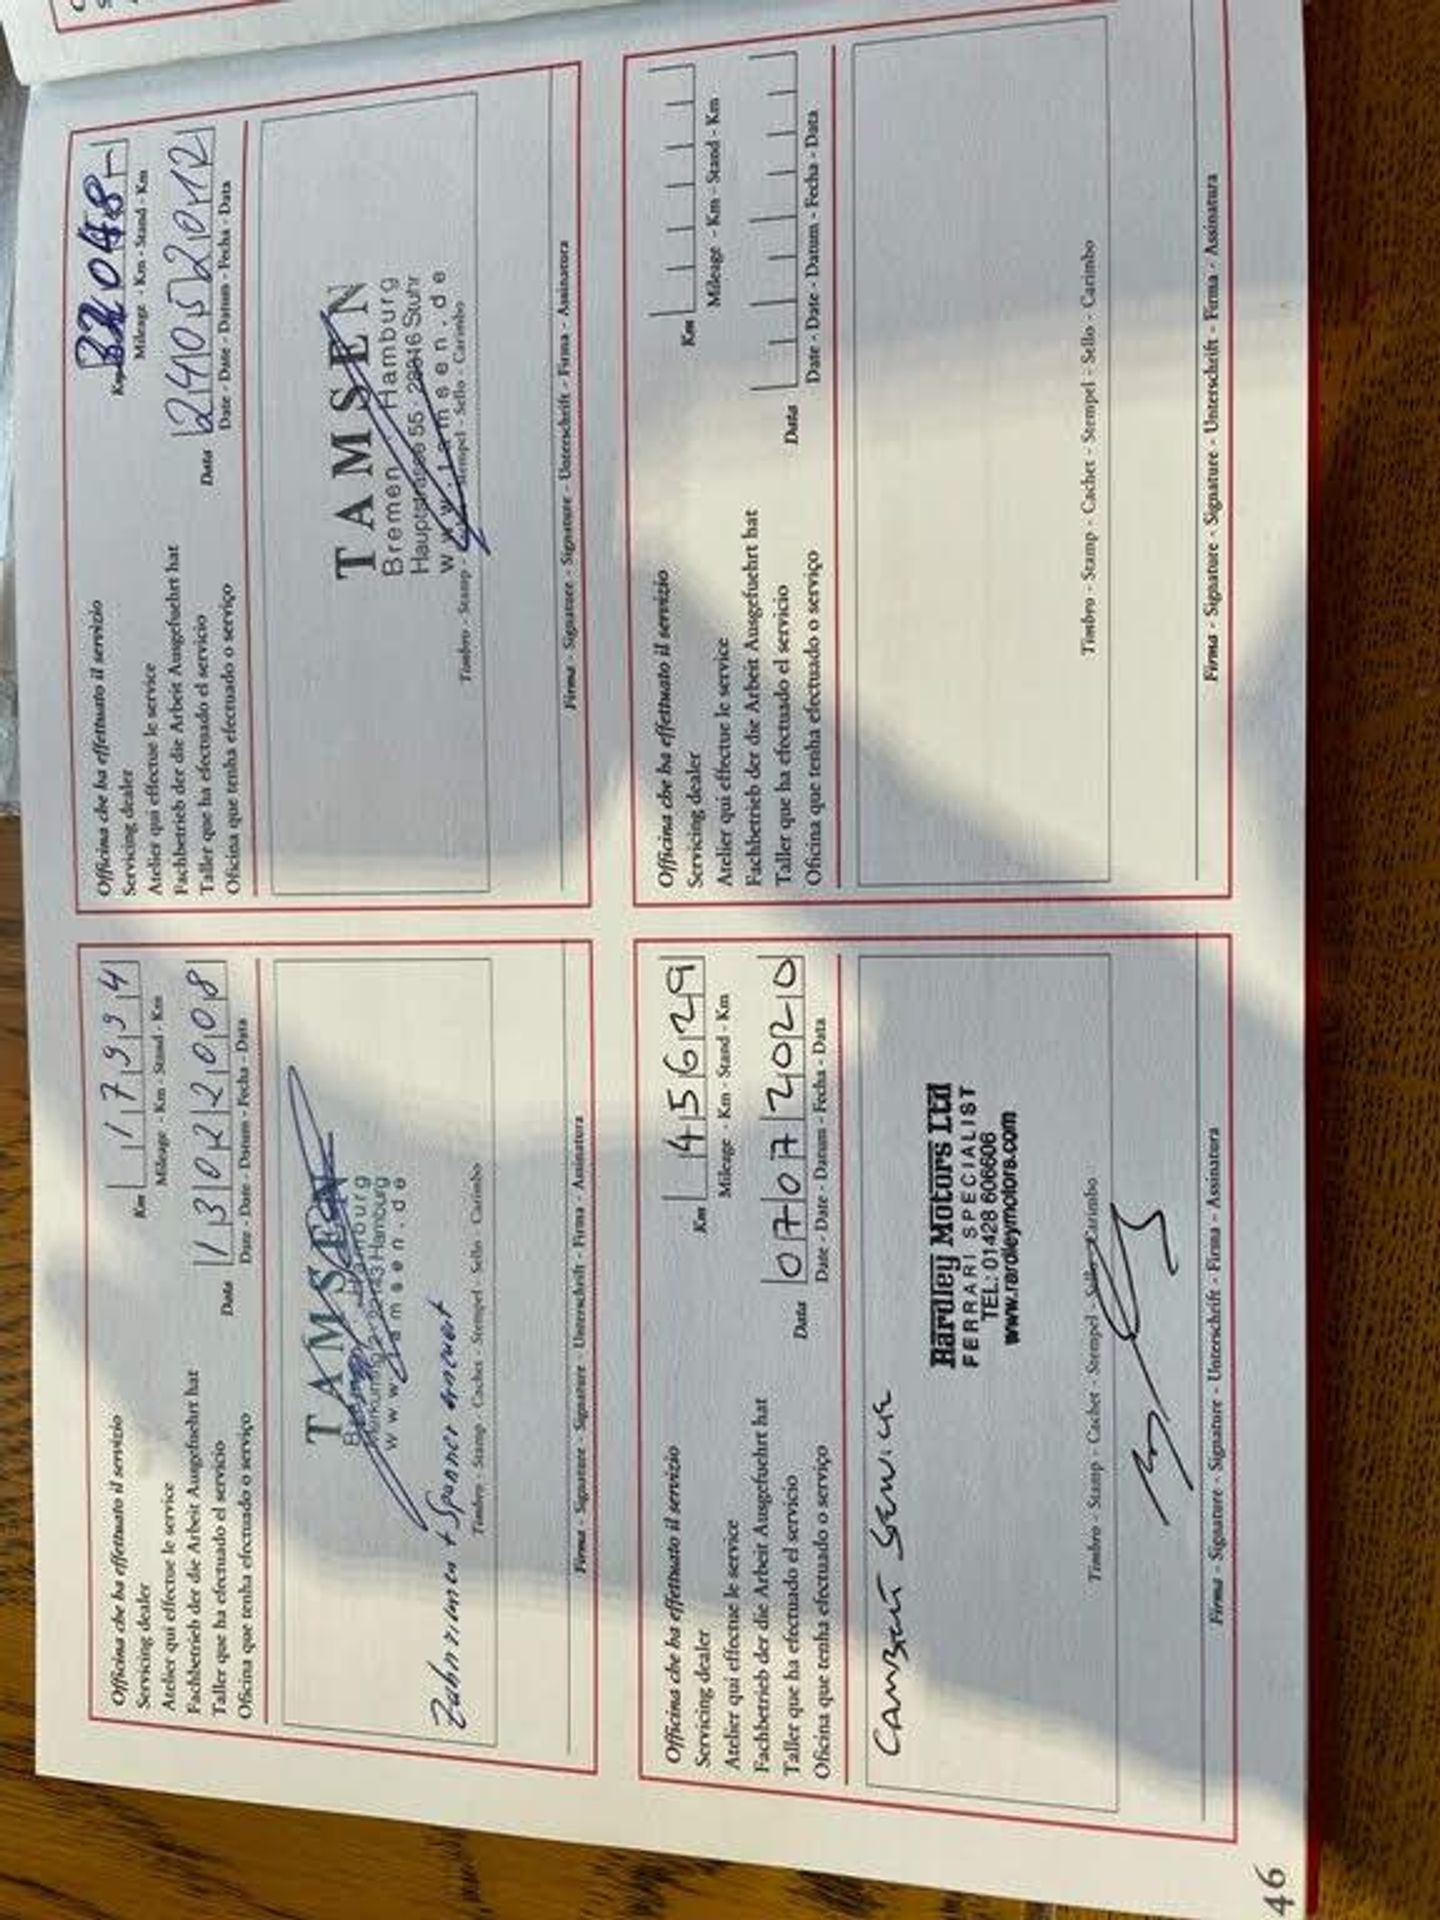 Officina che ha effettuato il servizio
Servicing dealer
Atelier qui effectue le service
Fachbetrieb der die Arbeit Ausgefuehrt hat
Taller que ha efectuado el servicio
Oficina que tenha efectuado o serviço
Km 17994
Mileage - Km - Stand - Km
Data 13022008
Date - Date - Datum - Fecha - Data
TAMSEN
Hamburg
www.tamsen.de
Zahnriemen + Spanner erneuert
Timbro - Stamp - Cachet - Stempel - Sello - Carimbo
Firma - Signature - Signature - Unterschrift - Firma - Assinatura
Officina che ha effettuato il servizio
Servicing dealer
Atelier qui effectue le service
Fachbetrieb der die Arbeit Ausgefuehrt hat
Taller que ha efectuado el servicio
Oficina que tenha efectuado o serviço
Km
Mileage - Km - Stand - Km
Data 24052012
Date - Date - Datum - Fecha - Data
TAMSEN
Bremen Hamburg
Hauptstrasse 55 28816 Stuhr
www.tamsen.de
Timbro - Stamp - Stempel - Sello - Carimbo
Firma - Signature - Signature - Unterschrift - Firma - Assinatura
Officina che ha effettuato il servizio
Servicing dealer
Atelier qui effectue le service
Fachbetrieb der die Arbeit Ausgefuehrt hat
Taller que ha efectuado el servicio
Oficina que tenha efectuado o serviço
Km 45629
Mileage - Km - Stand - Km
Data 07072020
Date - Date - Datum - Fecha - Data
CAMBELT SERVICE
Rardley Motors Ltd
FERRARI SPECIALIST
TEL: 01428 606606
www.rardleymotors.com
Timbro - Stamp - Cachet - Stempel - Sello - Carimbo
Firma - Signature - Signature - Unterschrift - Firma - Assinatura
Officina che ha effettuato il servizio
Servicing dealer
Atelier qui effectue le service
Fachbetrieb der die Arbeit Ausgefuehrt hat
Taller que ha efectuado el servicio
Oficina que tenha efectuado o serviço
Km
Mileage - Km - Stand - Km
Data
Date - Date - Datum - Fecha - Data
Timbro - Stamp - Cachet - Stempel - Sello - Carimbo
Firma - Signature - Signature - Unterschrift - Firma - Assinatura
46